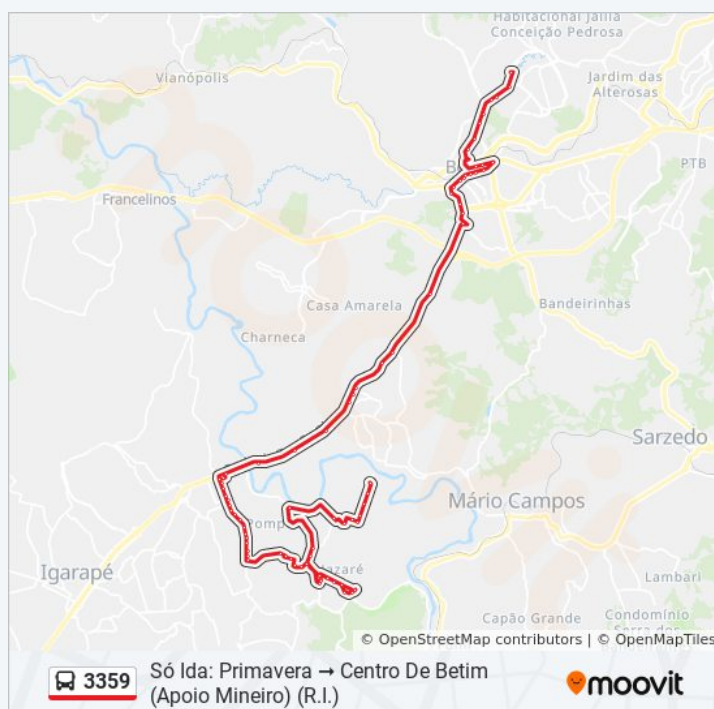 Habitacional Jallla
Conceição Pedrosa
Vianópolis
Jardim das
Alterosas
PTB
Francelinos
Bandeirinhas
Casa Amarela
Charneca
Sarzedo
Mário Campos
Igarapé
Lambari
Capão Grande
Condomínio
© OpenStreetMap contributors | © OpenMapTiles
3359
Só Ida: Primavera → Centro De Betim
(Apoio Mineiro) (R.I.)
moovit